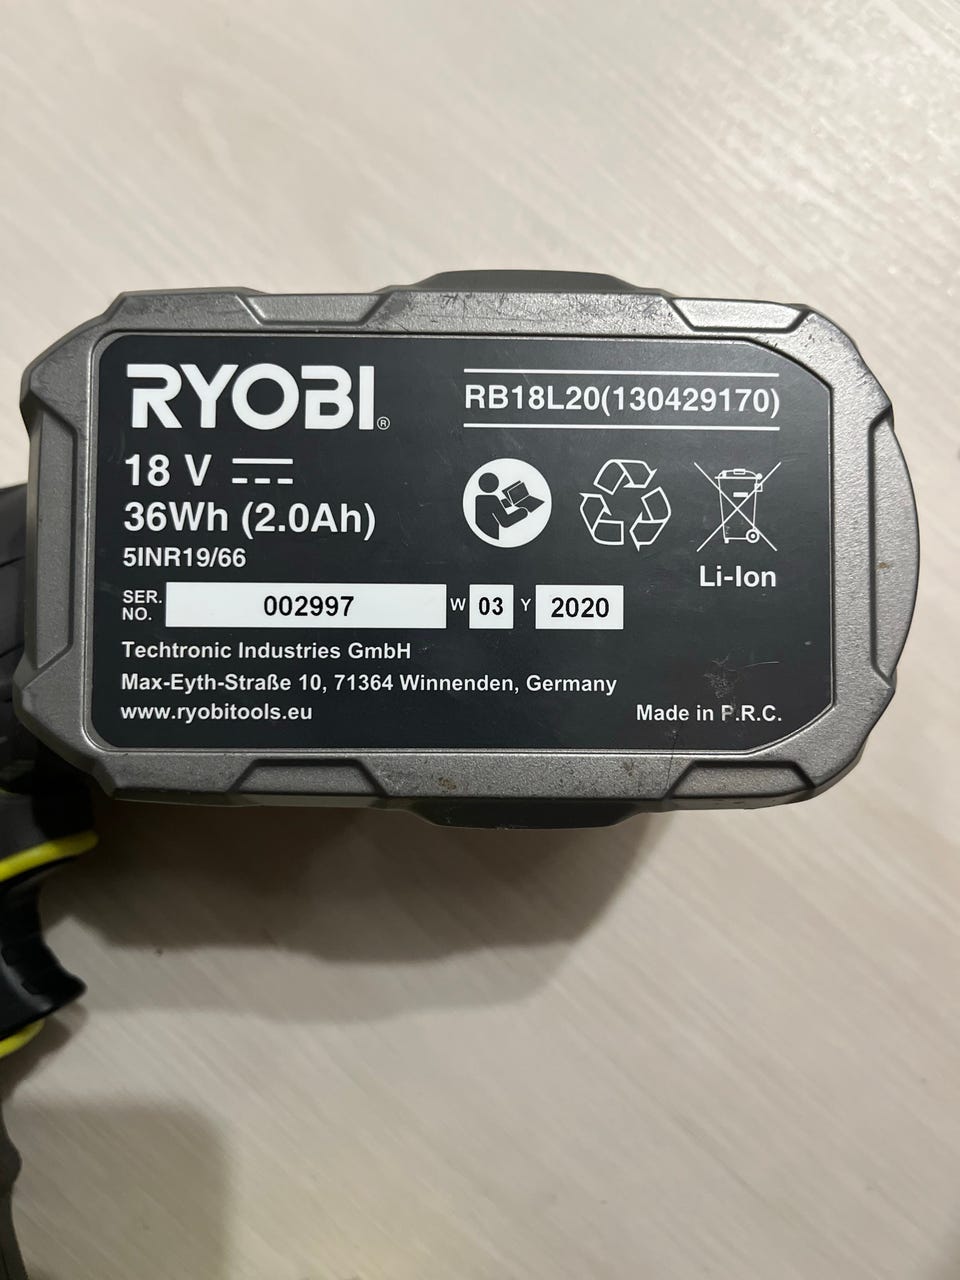 RYOBI®
RB18L20(130429170)
18 V
36Wh (2.0Ah)
5INR19/66
Li-Ion
SER. NO. 002997 W 03 Y 2020
Techtronic Industries GmbH
Max-Eyth-Straße 10, 71364 Winnenden, Germany
www.ryobitools.eu
Made in P.R.C.